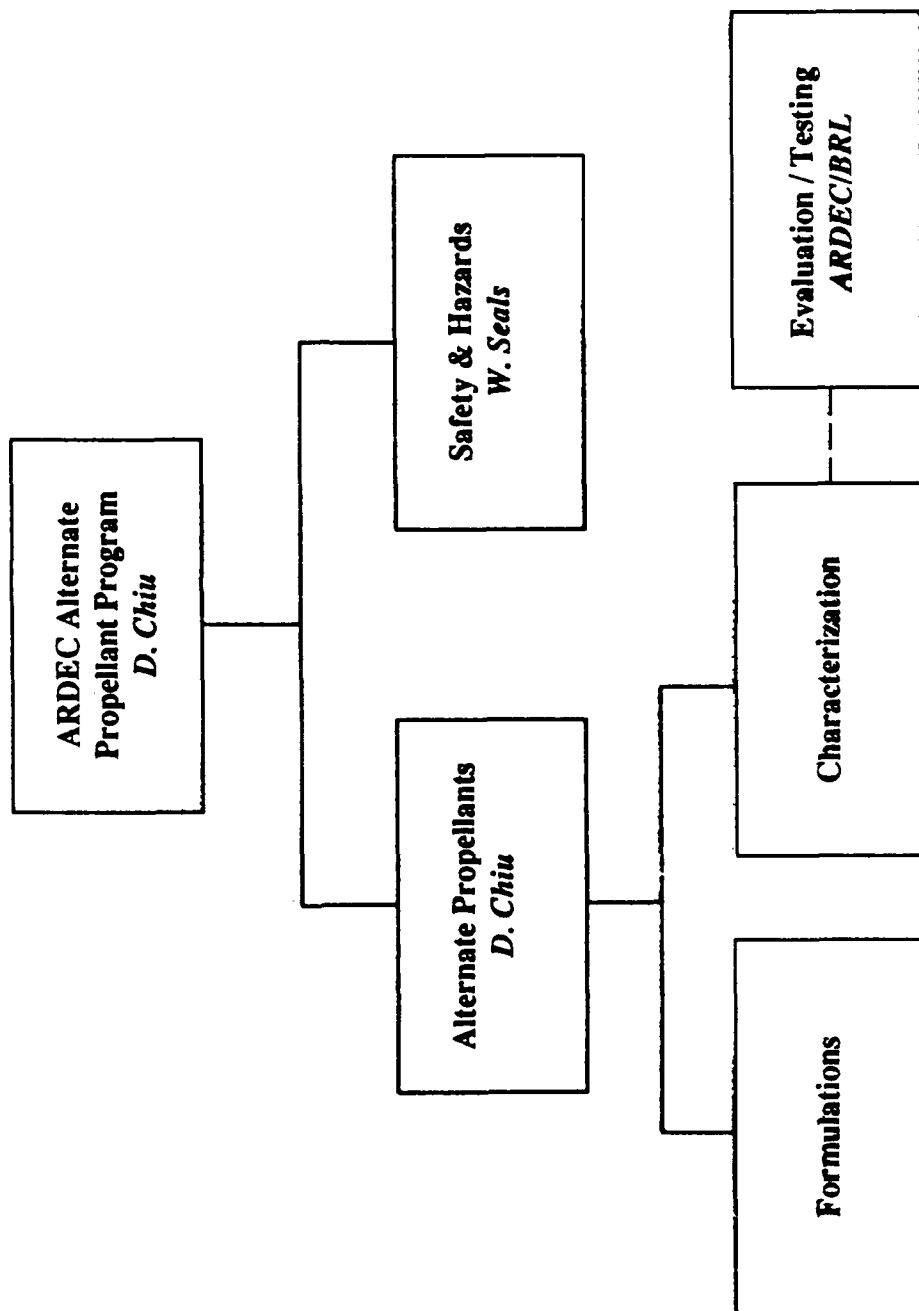 ARDEC Alternate
Propellant Program
D. Chiu
Alternate Propellants
D. Chiu
Safety & Hazards
W. Seals
Formulations
Characterization
Evaluation / Testing
ARDEC/BRL